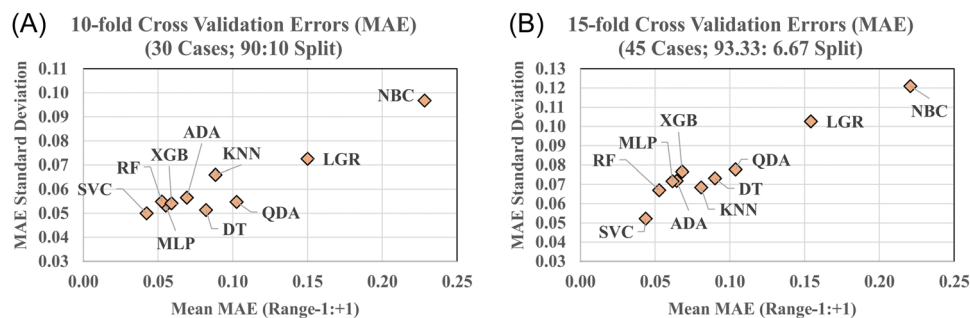 (A)
10-fold Cross Validation Errors (MAE)
(30 Cases; 90:10 Split)
MAE Standard Deviation
0.11
0.10
0.09
0.08
0.07
0.06
0.05
0.04
0.03
NBC
ADA
XGB
KNN
LGR
RF
SVC
QDA
MLP
DT
0.00 0.05 0.10 0.15 0.20 0.25
Mean MAE (Range-1:+1)
(B)
15-fold Cross Validation Errors (MAE)
(45 Cases; 93.33: 6.67 Split)
MAE Standard Deviation
0.13
0.12
0.11
0.10
0.09
0.08
0.07
0.06
0.05
0.04
0.03
NBC
XGB
LGR
MLP
RF
QDA
DT
KNN
ADA
SVC
0.00 0.05 0.10 0.15 0.20 0.25
Mean MAE (Range-1:+1)